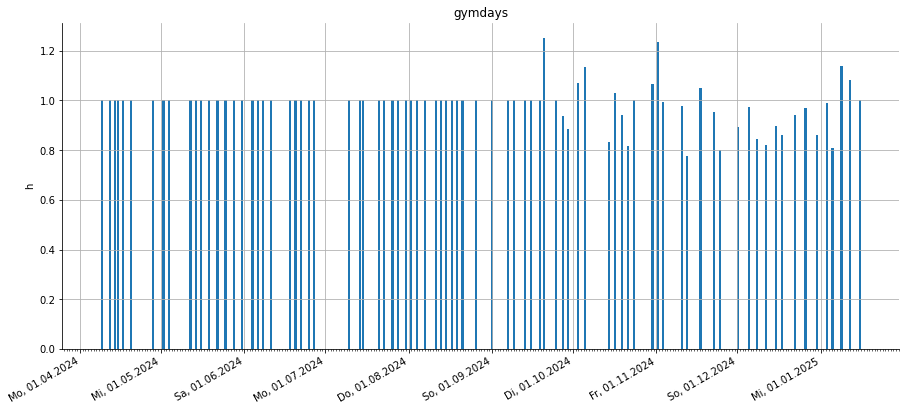 gymdays
h
1.2
1.0
0.8
0.6
0.4
0.2
0.0
Mo, 01.04.2024
Mi, 01.05.2024
Sa, 01.06.2024
Mo, 01.07.2024
Do, 01.08.2024
So, 01.09.2024
Di, 01.10.2024
Fr, 01.11.2024
So, 01.12.2024
Mi, 01.01.2025